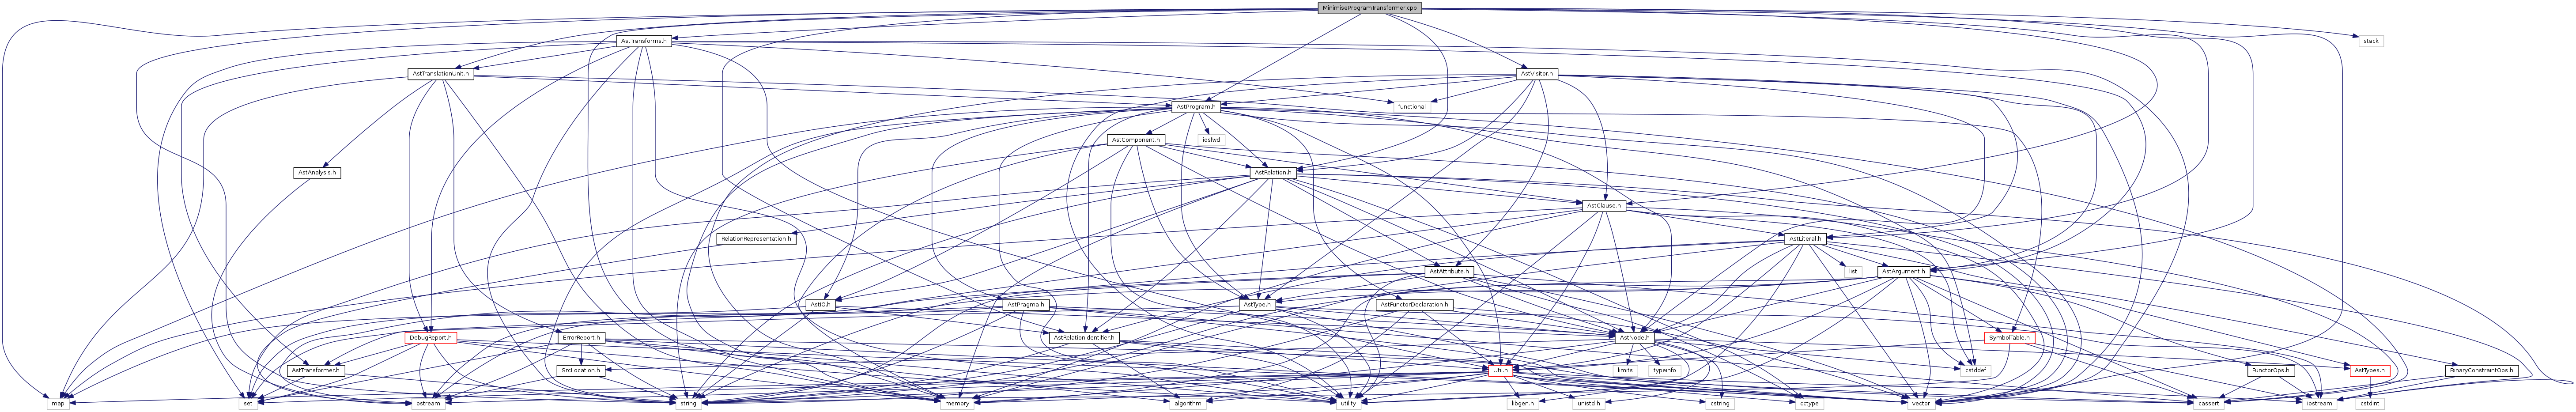 MinimiseProgramTransformer.cpp
AstTransforms.h
stack
AstTranslationUnit.h
AstVisitor.h
AstProgram.h
functional
AstComponent.h
iosfwd
AstAnalysis.h
AstRelation.h
AstClause.h
RelationRepresentation.h
AstLiteral.h
AstAttribute.h
list
AstArgument.h
AstIO.h
AstPragma.h
AstType.h
AstFunctorDeclaration.h
DebugReport.h
ErrorReport.h
AstRelationIdentifier.h
AstNode.h
SymbolTable.h
AstTransformer.h
SrcLocation.h
Util.h
limits
typeinfo
cstddef
FunctorOps.h
AstTypes.h
BinaryConstraintOps.h
map
set
ostream
string
memory
algorithm
utility
libgen.h
unistd.h
cstring
cctype
vector
cassert
iostream
cstdint